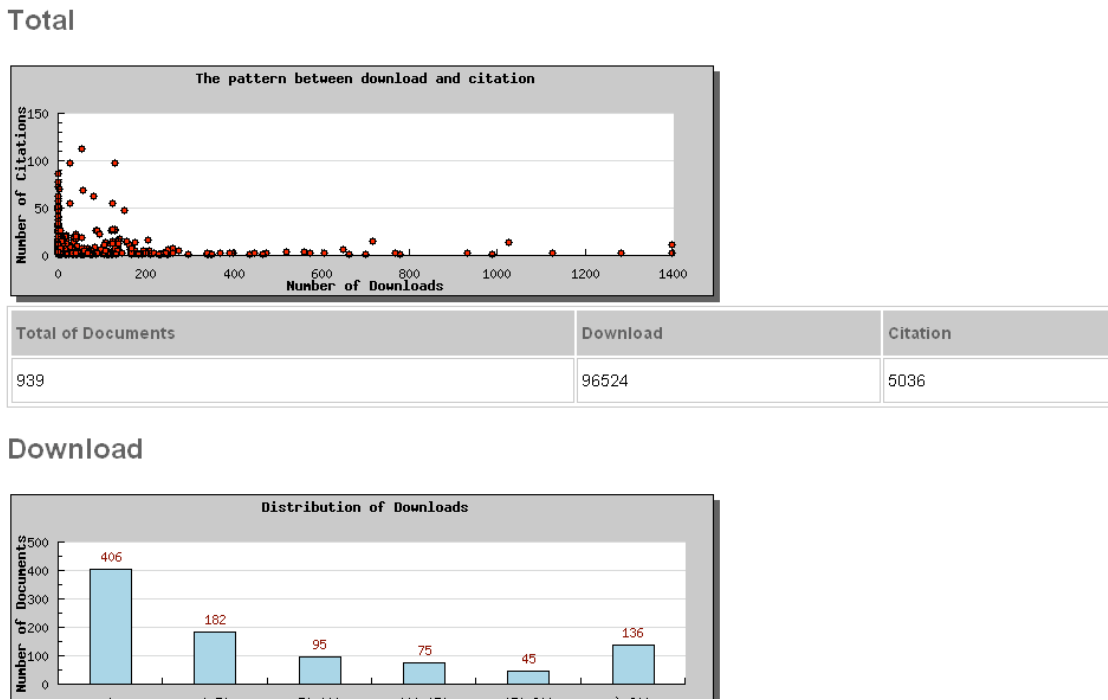 Total
The pattern between download and citation
Number of Citations
150
100
50
0
0 200 400 600 800 1000 1200 1400
Number of Downloads
Total of Documents Download Citation
939 96524 5036
Download
Distribution of Downloads
Number of Documents
500
400
300
200
100
0
406 182 95 75 45 136